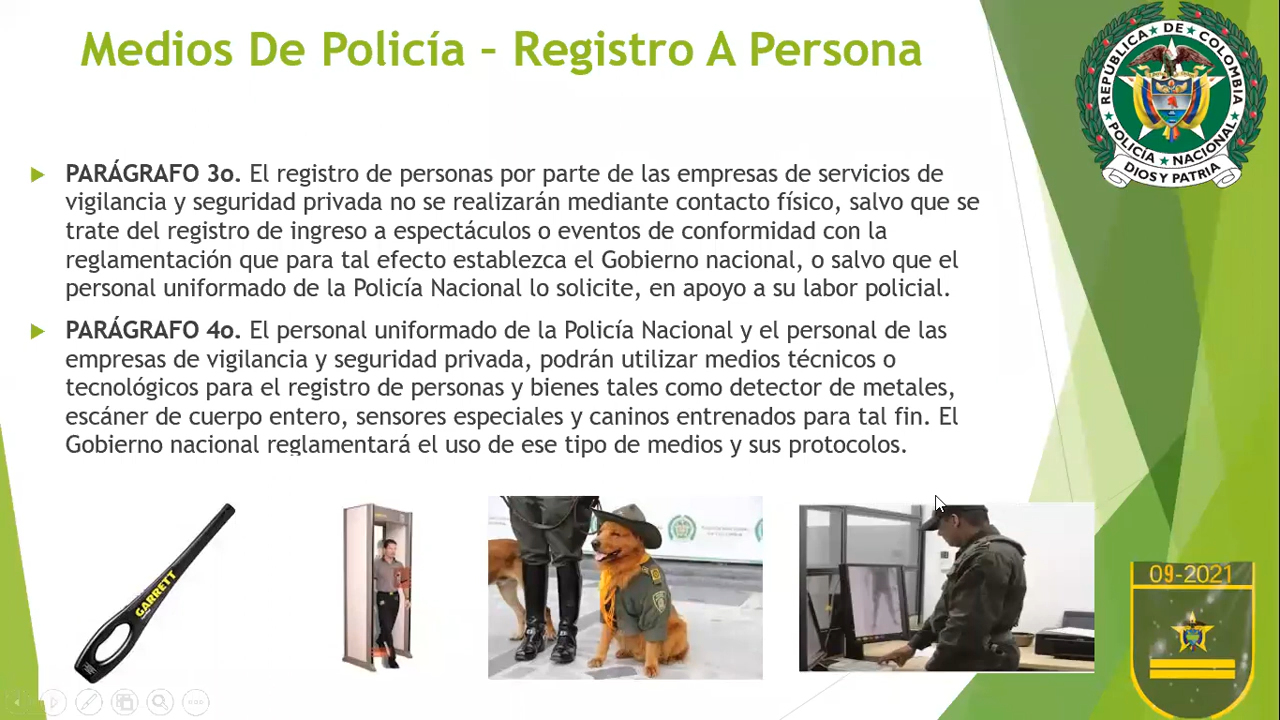 Medios De Policía – Registro A Persona
REPÚBLICA ★ DE ★ COLOMBIA
POLICÍA ★ NACIONAL
DIOS Y PATRIA
PARÁGRAFO 3o. El registro de personas por parte de las empresas de servicios de
vigilancia y seguridad privada no se realizarán mediante contacto físico, salvo que se
trate del registro de ingreso a espectáculos o eventos de conformidad con la
reglamentación que para tal efecto establezca el Gobierno nacional, o salvo que el
personal uniformado de la Policía Nacional lo solicite, en apoyo a su labor policial.
PARÁGRAFO 4o. El personal uniformado de la Policía Nacional y el personal de las
empresas de vigilancia y seguridad privada, podrán utilizar medios técnicos o
tecnológicos para el registro de personas y bienes tales como detector de metales,
escáner de cuerpo entero, sensores especiales y caninos entrenados para tal fin. El
Gobierno nacional reglamentará el uso de ese tipo de medios y sus protocolos.
GARRETT
09-2021